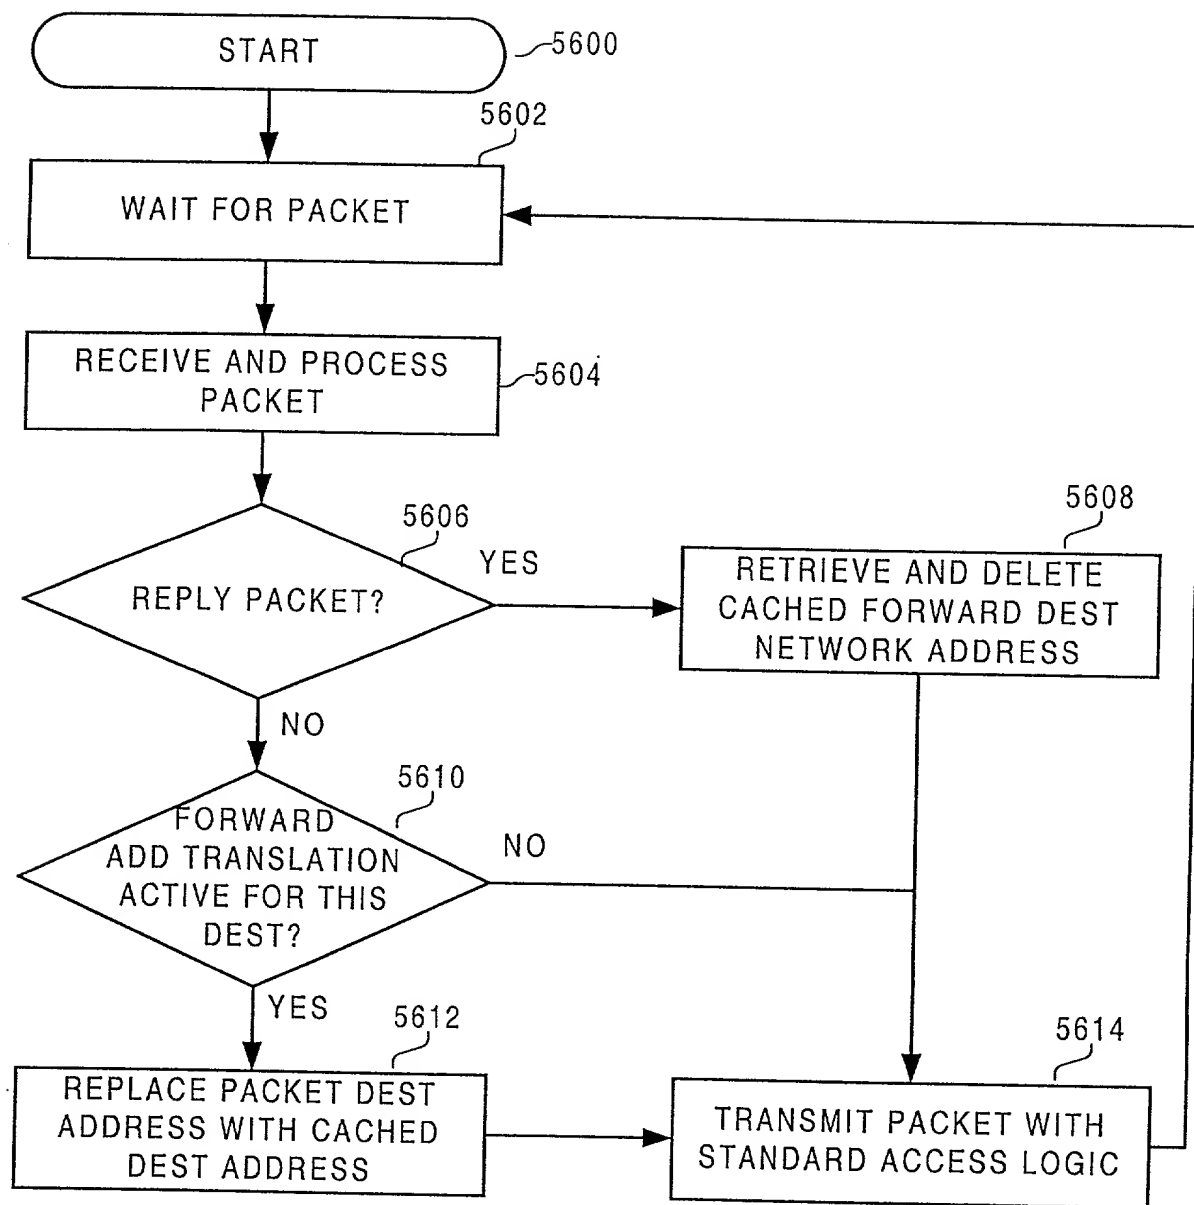 START
5600
5602
WAIT FOR PACKET
RECEIVE AND PROCESS
PACKET
5604
5606
YES
REPLY PACKET?
5608
RETRIEVE AND DELETE
CACHED FORWARD DEST
NETWORK ADDRESS
NO
5610
FORWARD
ADD TRANSLATION
ACTIVE FOR THIS
DEST?
NO
YES
5612
REPLACE PACKET DEST
ADDRESS WITH CACHED
DEST ADDRESS
5614
TRANSMIT PACKET WITH
STANDARD ACCESS LOGIC